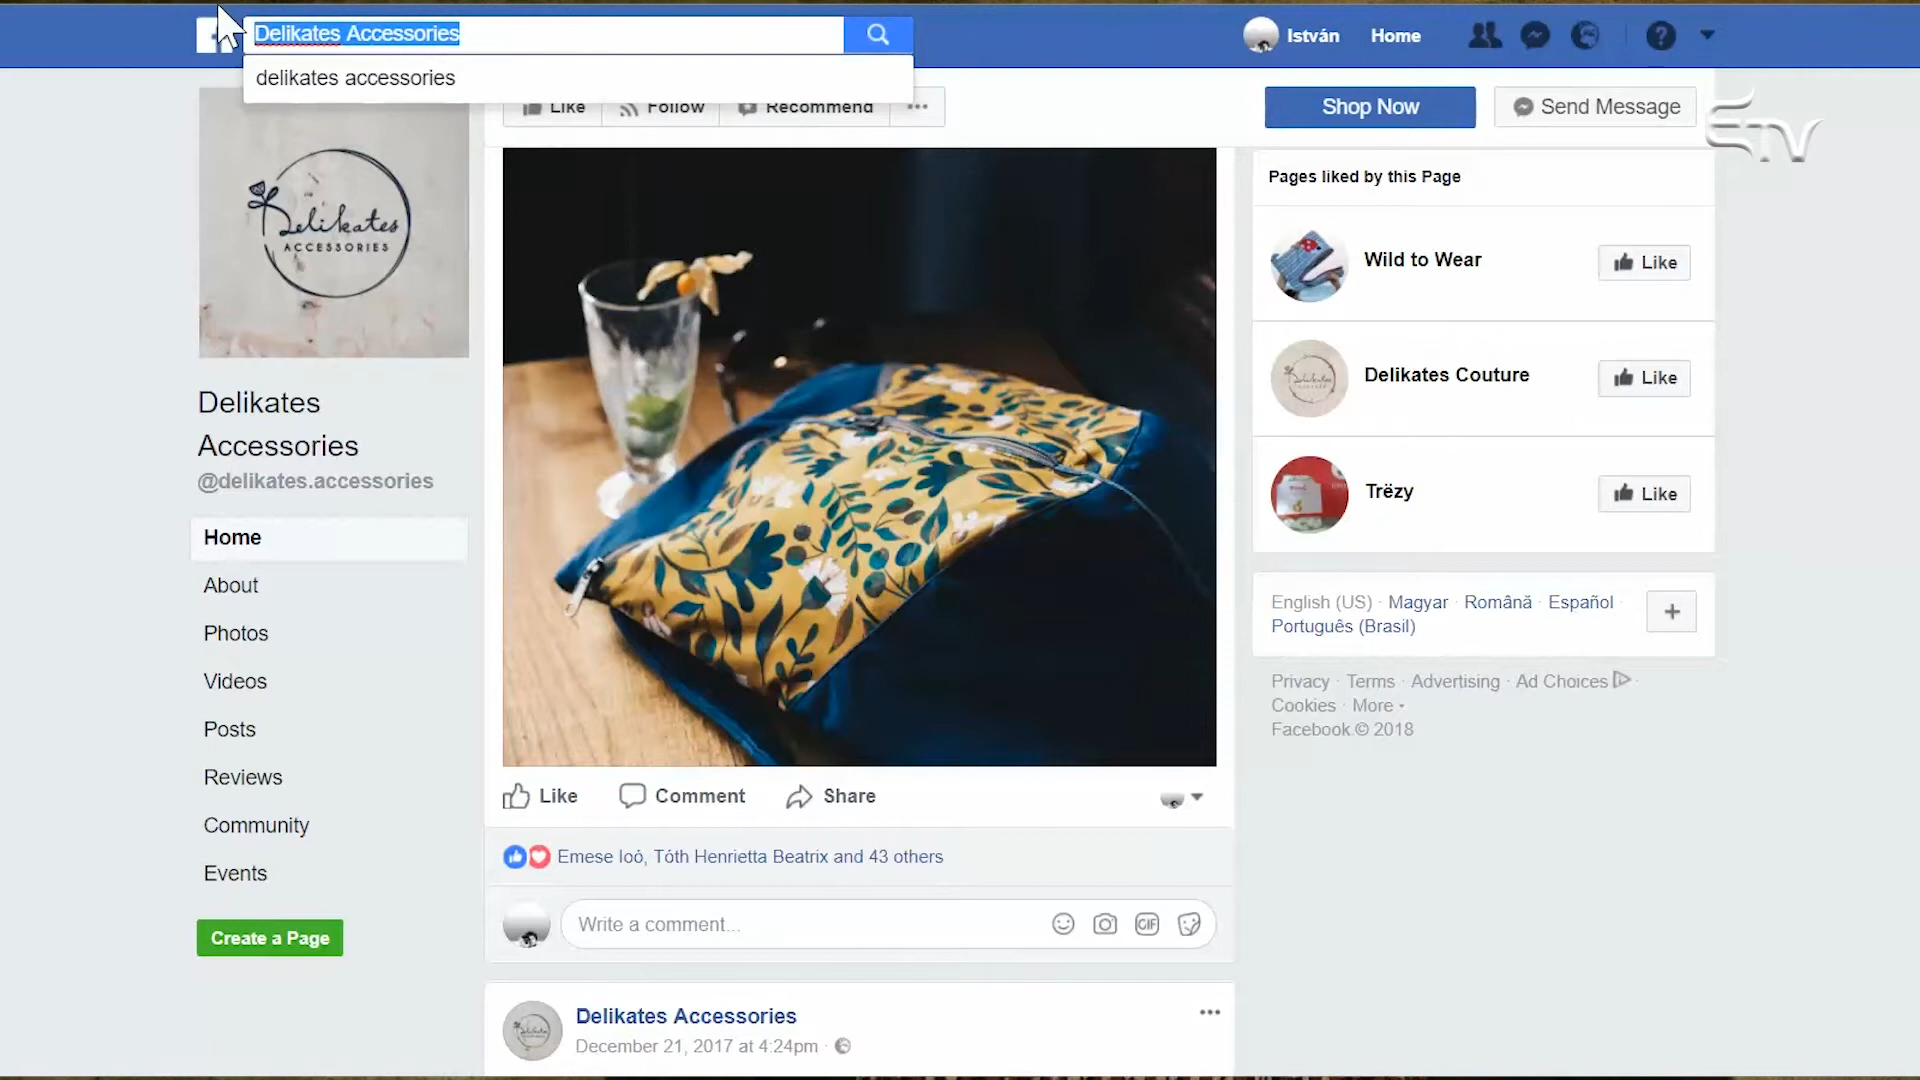 Delikates Accessories
István
Home
delikates accessories
Like
Follow
Recommend
Shop Now
Send Message
ETV
Delikates
ACCESSORIES
Delikates
Accessories
@delikates.accessories
Home
About
Photos
Videos
Posts
Reviews
Community
Events
Create a Page
Like
Comment
Share
Emese Ioó, Tóth Henrietta Beatrix and 43 others
Write a comment...
GIF
Delikates Accessories
December 21, 2017 at 4:24pm ·
Pages liked by this Page
Wild to Wear
Like
Delikates Couture
Like
Trëzy
Like
English (US) · Magyar · Română · Español ·
Português (Brasil)
Privacy · Terms · Advertising · Ad Choices ·
Cookies · More
Facebook © 2018